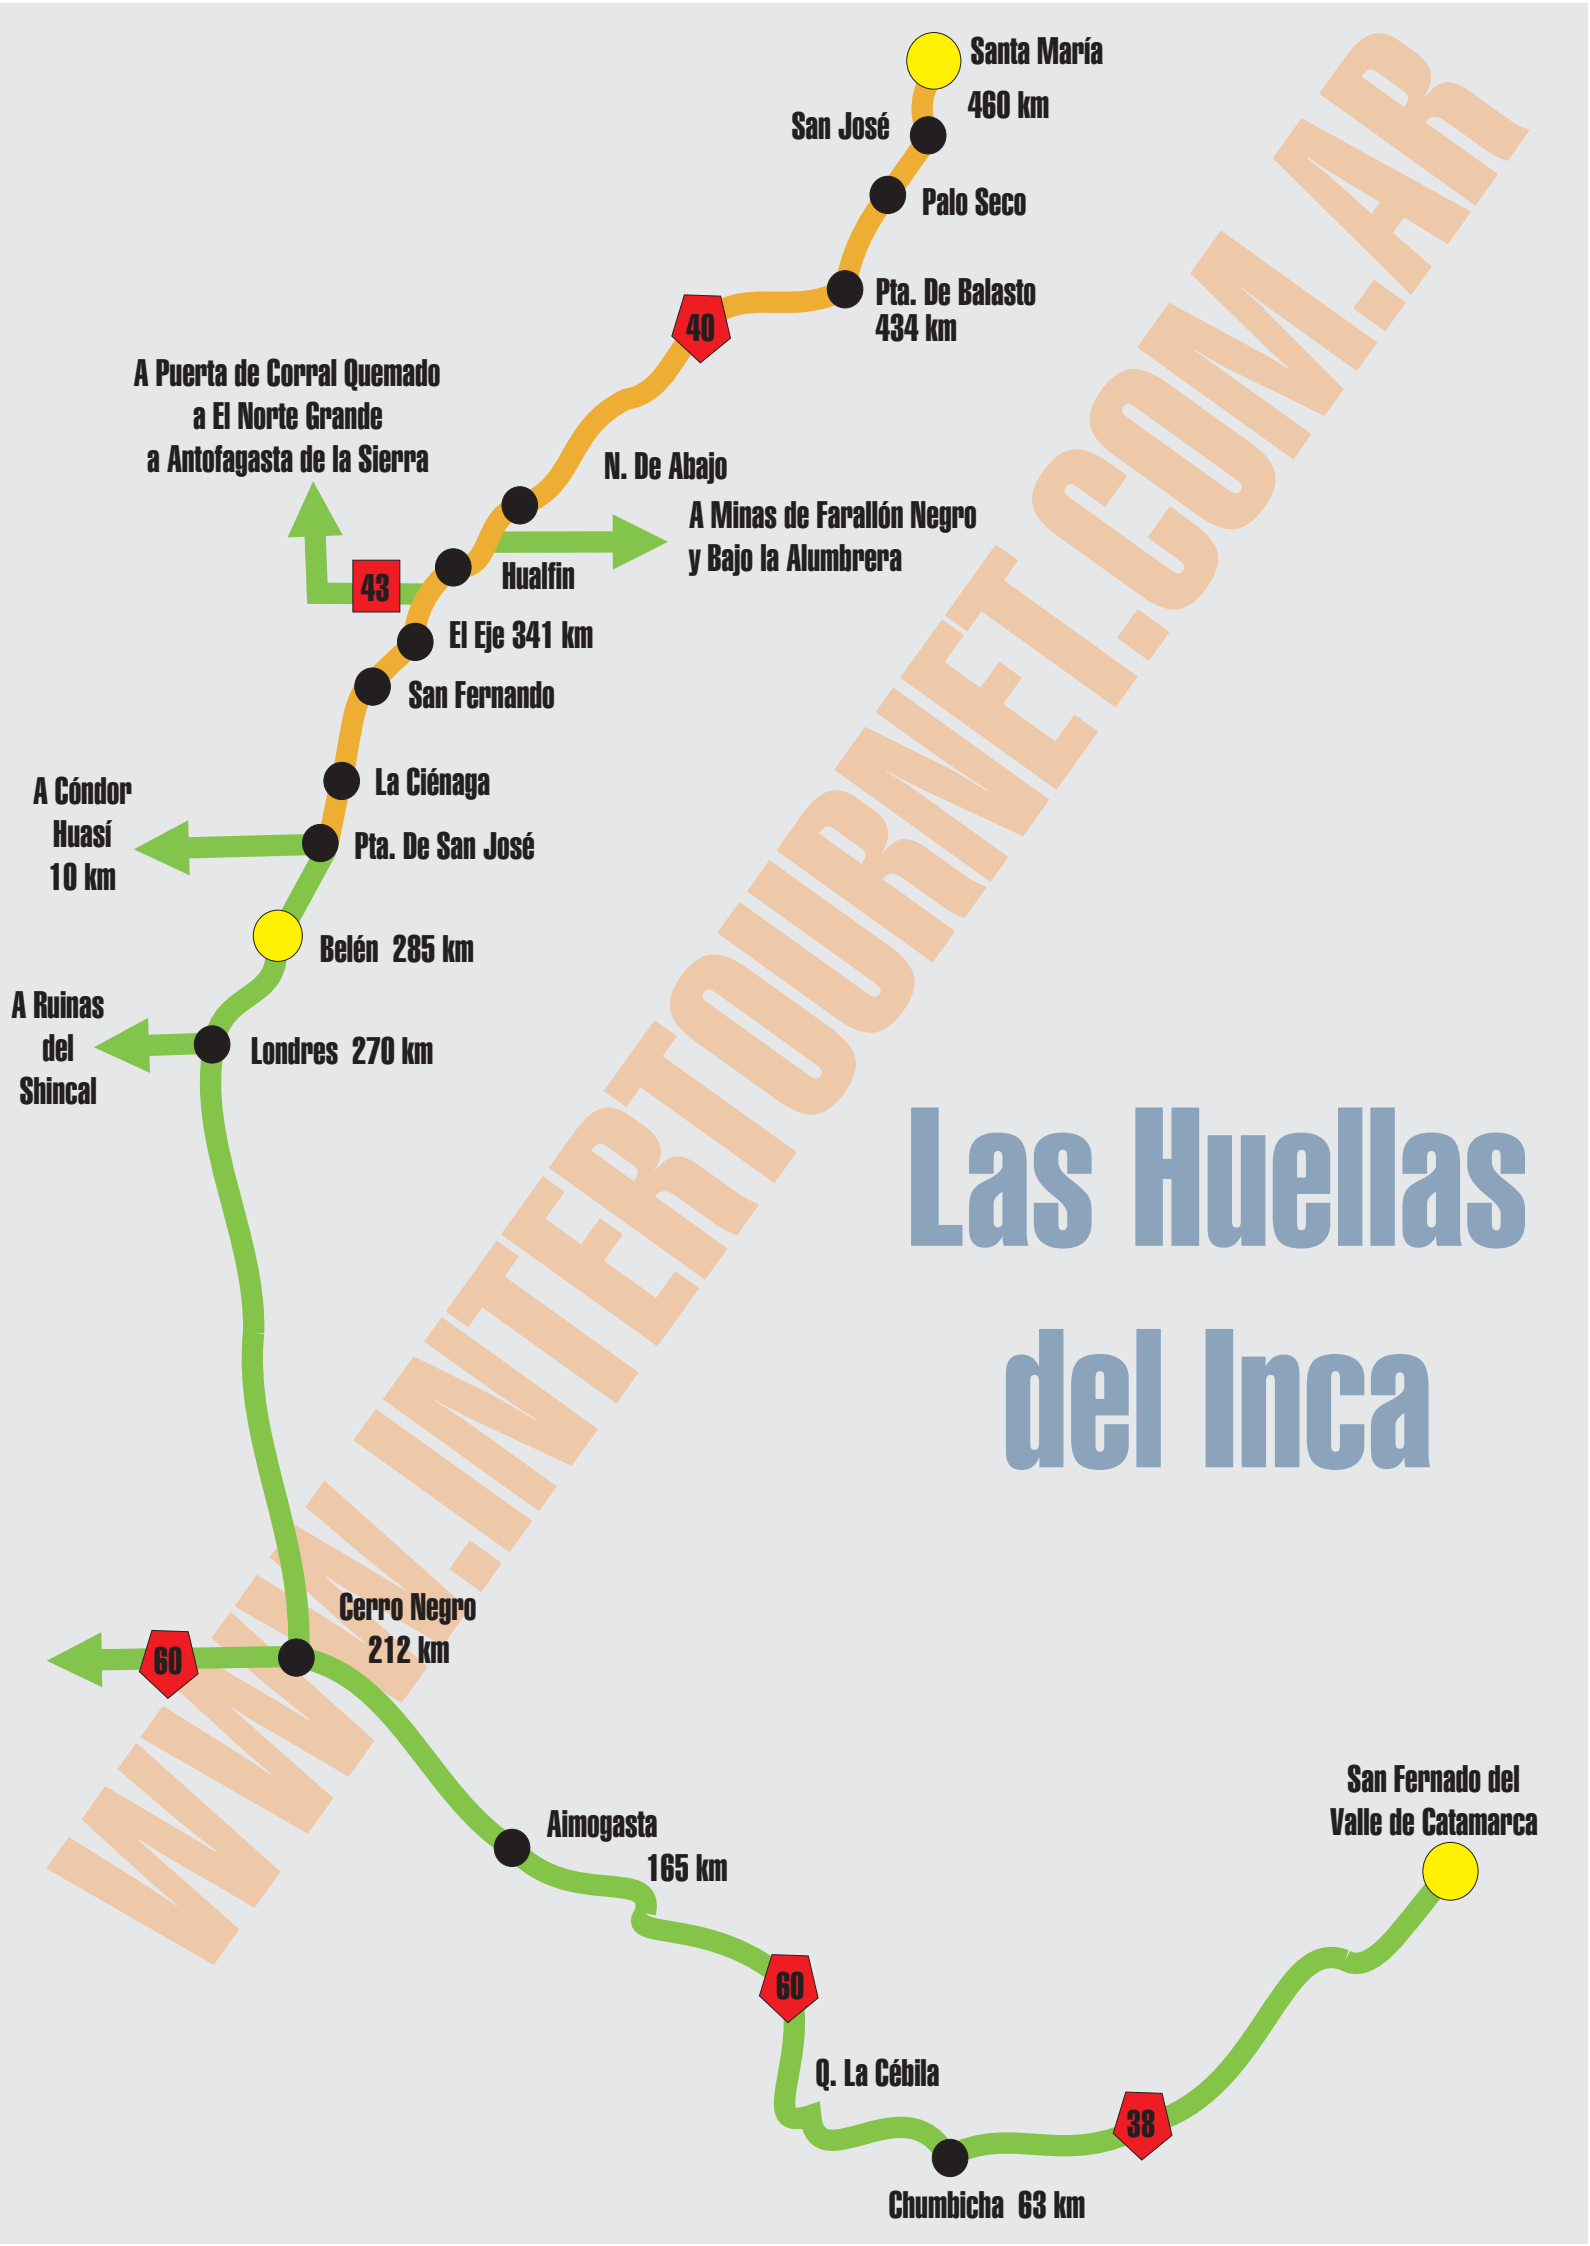 Santa María
460 km
San José
Palo Seco
Pta. De Balasto
434 km
40
A Puerta de Corral Quemado
a El Norte Grande
a Antofagasta de la Sierra
N. De Abajo
A Minas de Farallón Negro
y Bajo la Alumbrera
Hualfin
43
El Eje 341 km
San Fernando
La Ciénaga
A Cóndor
Huasí
10 km
Pta. De San José
Belén 285 km
A Ruinas
del
Shincal
Londres 270 km
Las Huellas
del Inca
Cerro Negro
212 km
60
Aimogasta
165 km
San Fernado del
Valle de Catamarca
60
Q. La Cébila
38
Chumbicha 63 km
WWW.INTERTOURNET.COM.AR